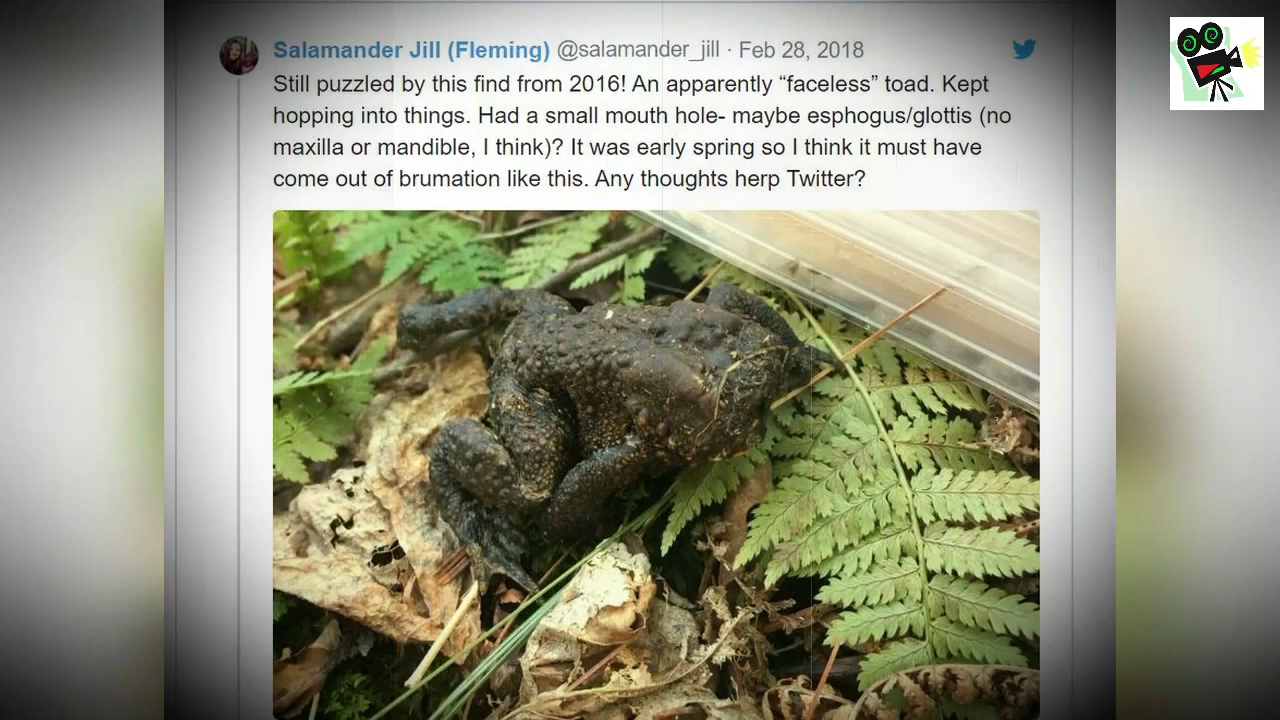 Salamander Jill (Fleming) @salamander_jill · Feb 28, 2018
Still puzzled by this find from 2016! An apparently “faceless” toad. Kept
hopping into things. Had a small mouth hole- maybe esphogus/glottis (no
maxilla or mandible, I think)? It was early spring so I think it must have
come out of brumation like this. Any thoughts herp Twitter?